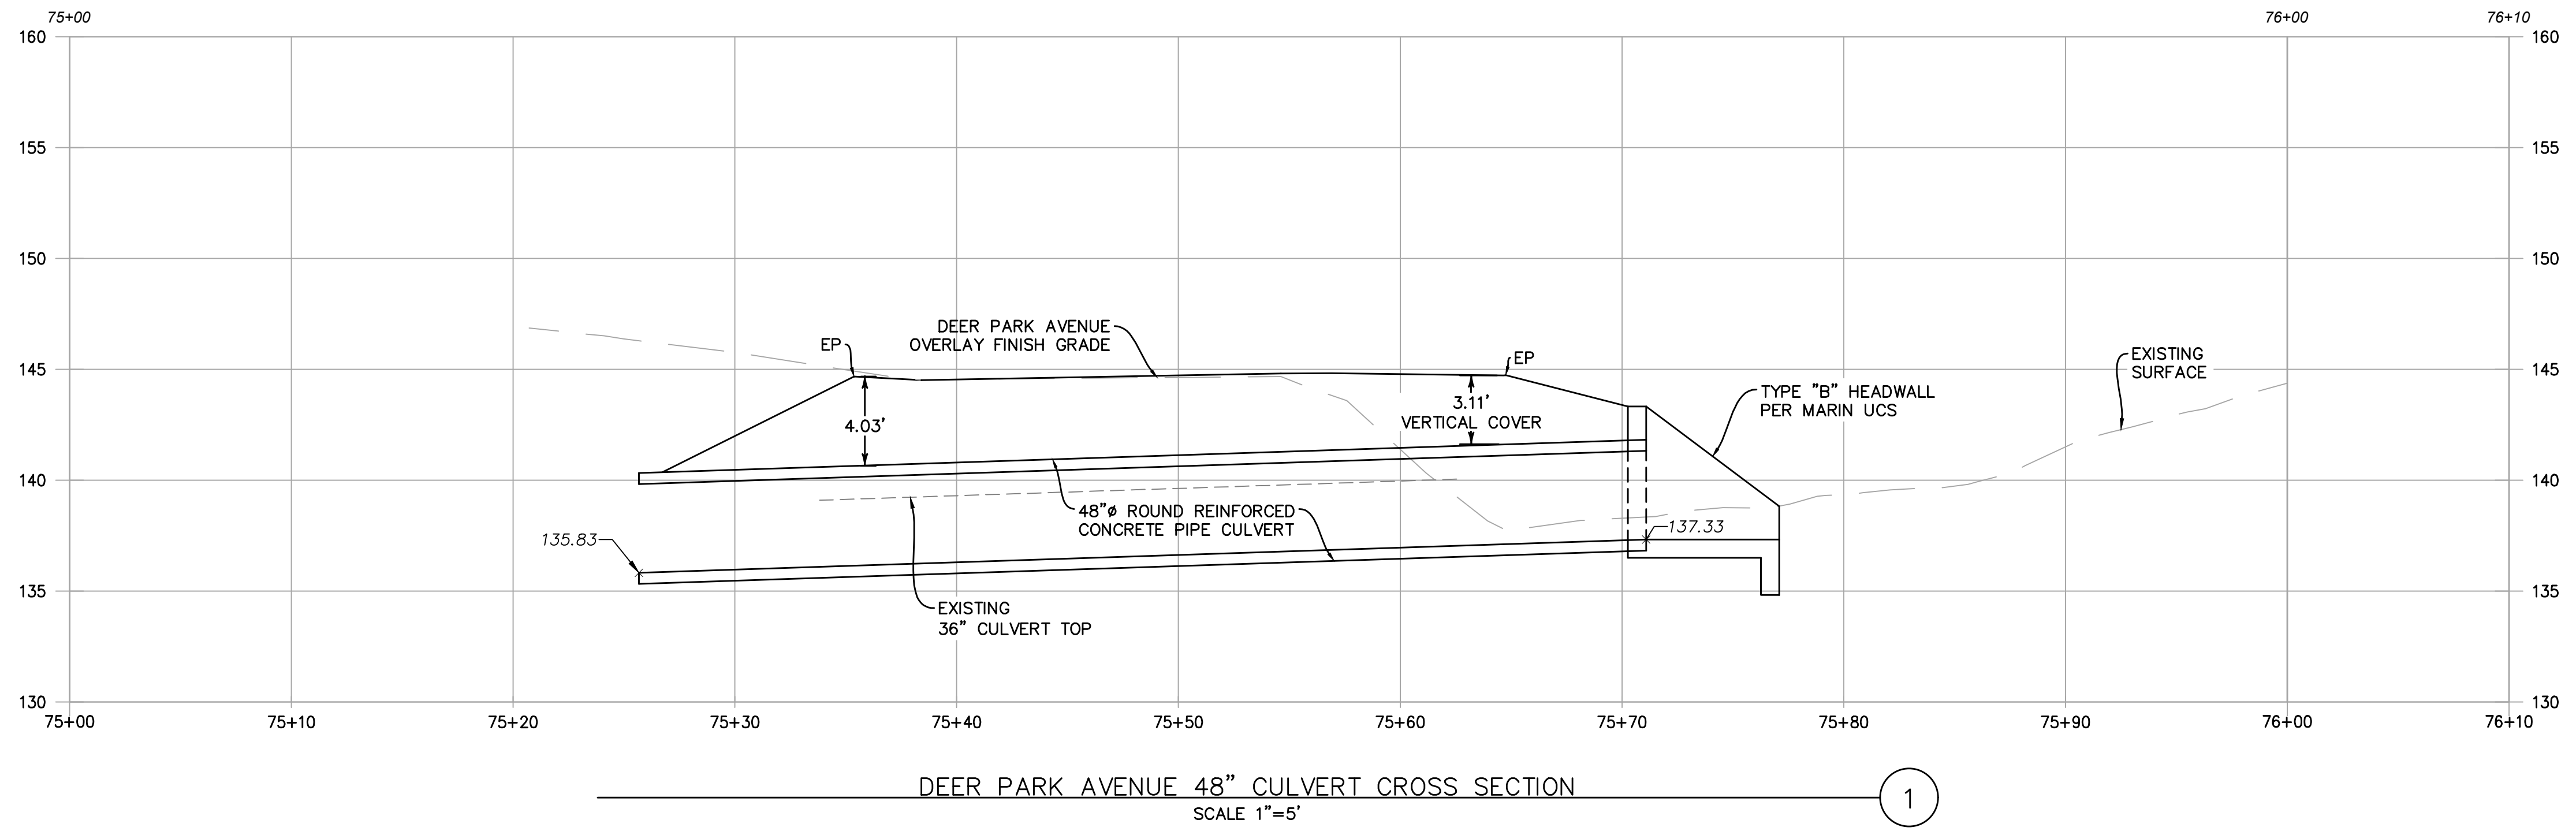 75+00 76+00 76+10
160 160
155 155
150 150
145 145
140 140
135 135
130 130
EP
DEER PARK AVENUE
OVERLAY FINISH GRADE
EP
EXISTING
SURFACE
TYPE "B" HEADWALL
PER MARIN UCS
4.03'
3.11'
VERTICAL COVER
48"ø ROUND REINFORCED
CONCRETE PIPE CULVERT
135.83
137.33
EXISTING
36" CULVERT TOP
75+00 75+10 75+20 75+30 75+40 75+50 75+60 75+70 75+80 75+90 76+00 76+10
DEER PARK AVENUE 48" CULVERT CROSS SECTION
1
SCALE 1"=5'